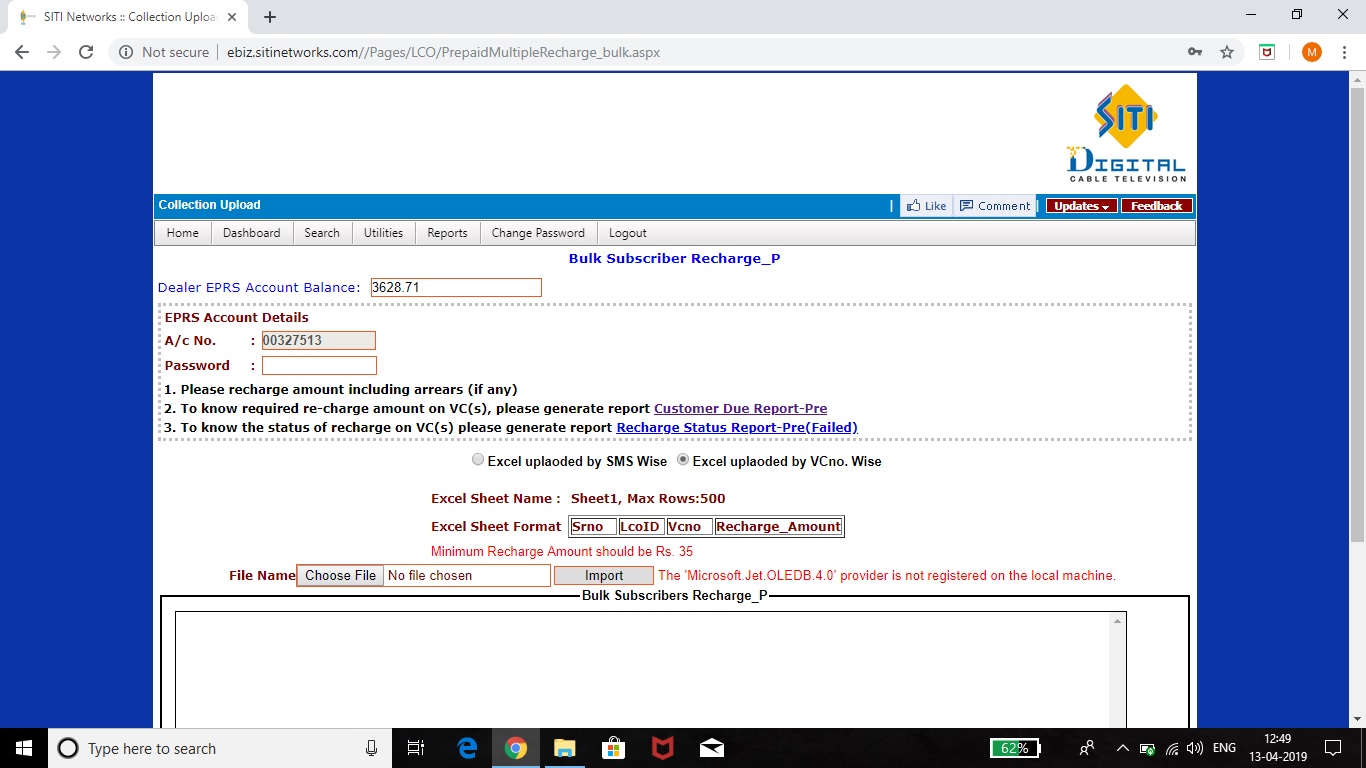 SITI Networks :: Collection Uploa
Not secure
ebiz.sitinetworks.com//Pages/LCO/PrepaidMultipleRecharge_bulk.aspx
M
SITI
DIGITAL
CABLE TELEVISION
Collection Upload
| Like Comment | Updates Feedback
Home Dashboard Search Utilities Reports Change Password Logout
Bulk Subscriber Recharge_P
Dealer EPRS Account Balance: 3628.71
EPRS Account Details
A/c No. : 00327513
Password :
1. Please recharge amount including arrears (if any)
2. To know required re-charge amount on VC(s), please generate report Customer Due Report-Pre
3. To know the status of recharge on VC(s) please generate report Recharge Status Report-Pre(Failed)
Excel uplaoded by SMS Wise Excel uplaoded by VCno. Wise
Excel Sheet Name : Sheet1, Max Rows:500
Excel Sheet Format Srno LcoID Vcno Recharge_Amount
Minimum Recharge Amount should be Rs. 35
File Name Choose File No file chosen Import The 'Microsoft.Jet.OLEDB.4.0' provider is not registered on the local machine.
Bulk Subscribers Recharge_P
Type here to search
62%
ENG
12:49
13-04-2019